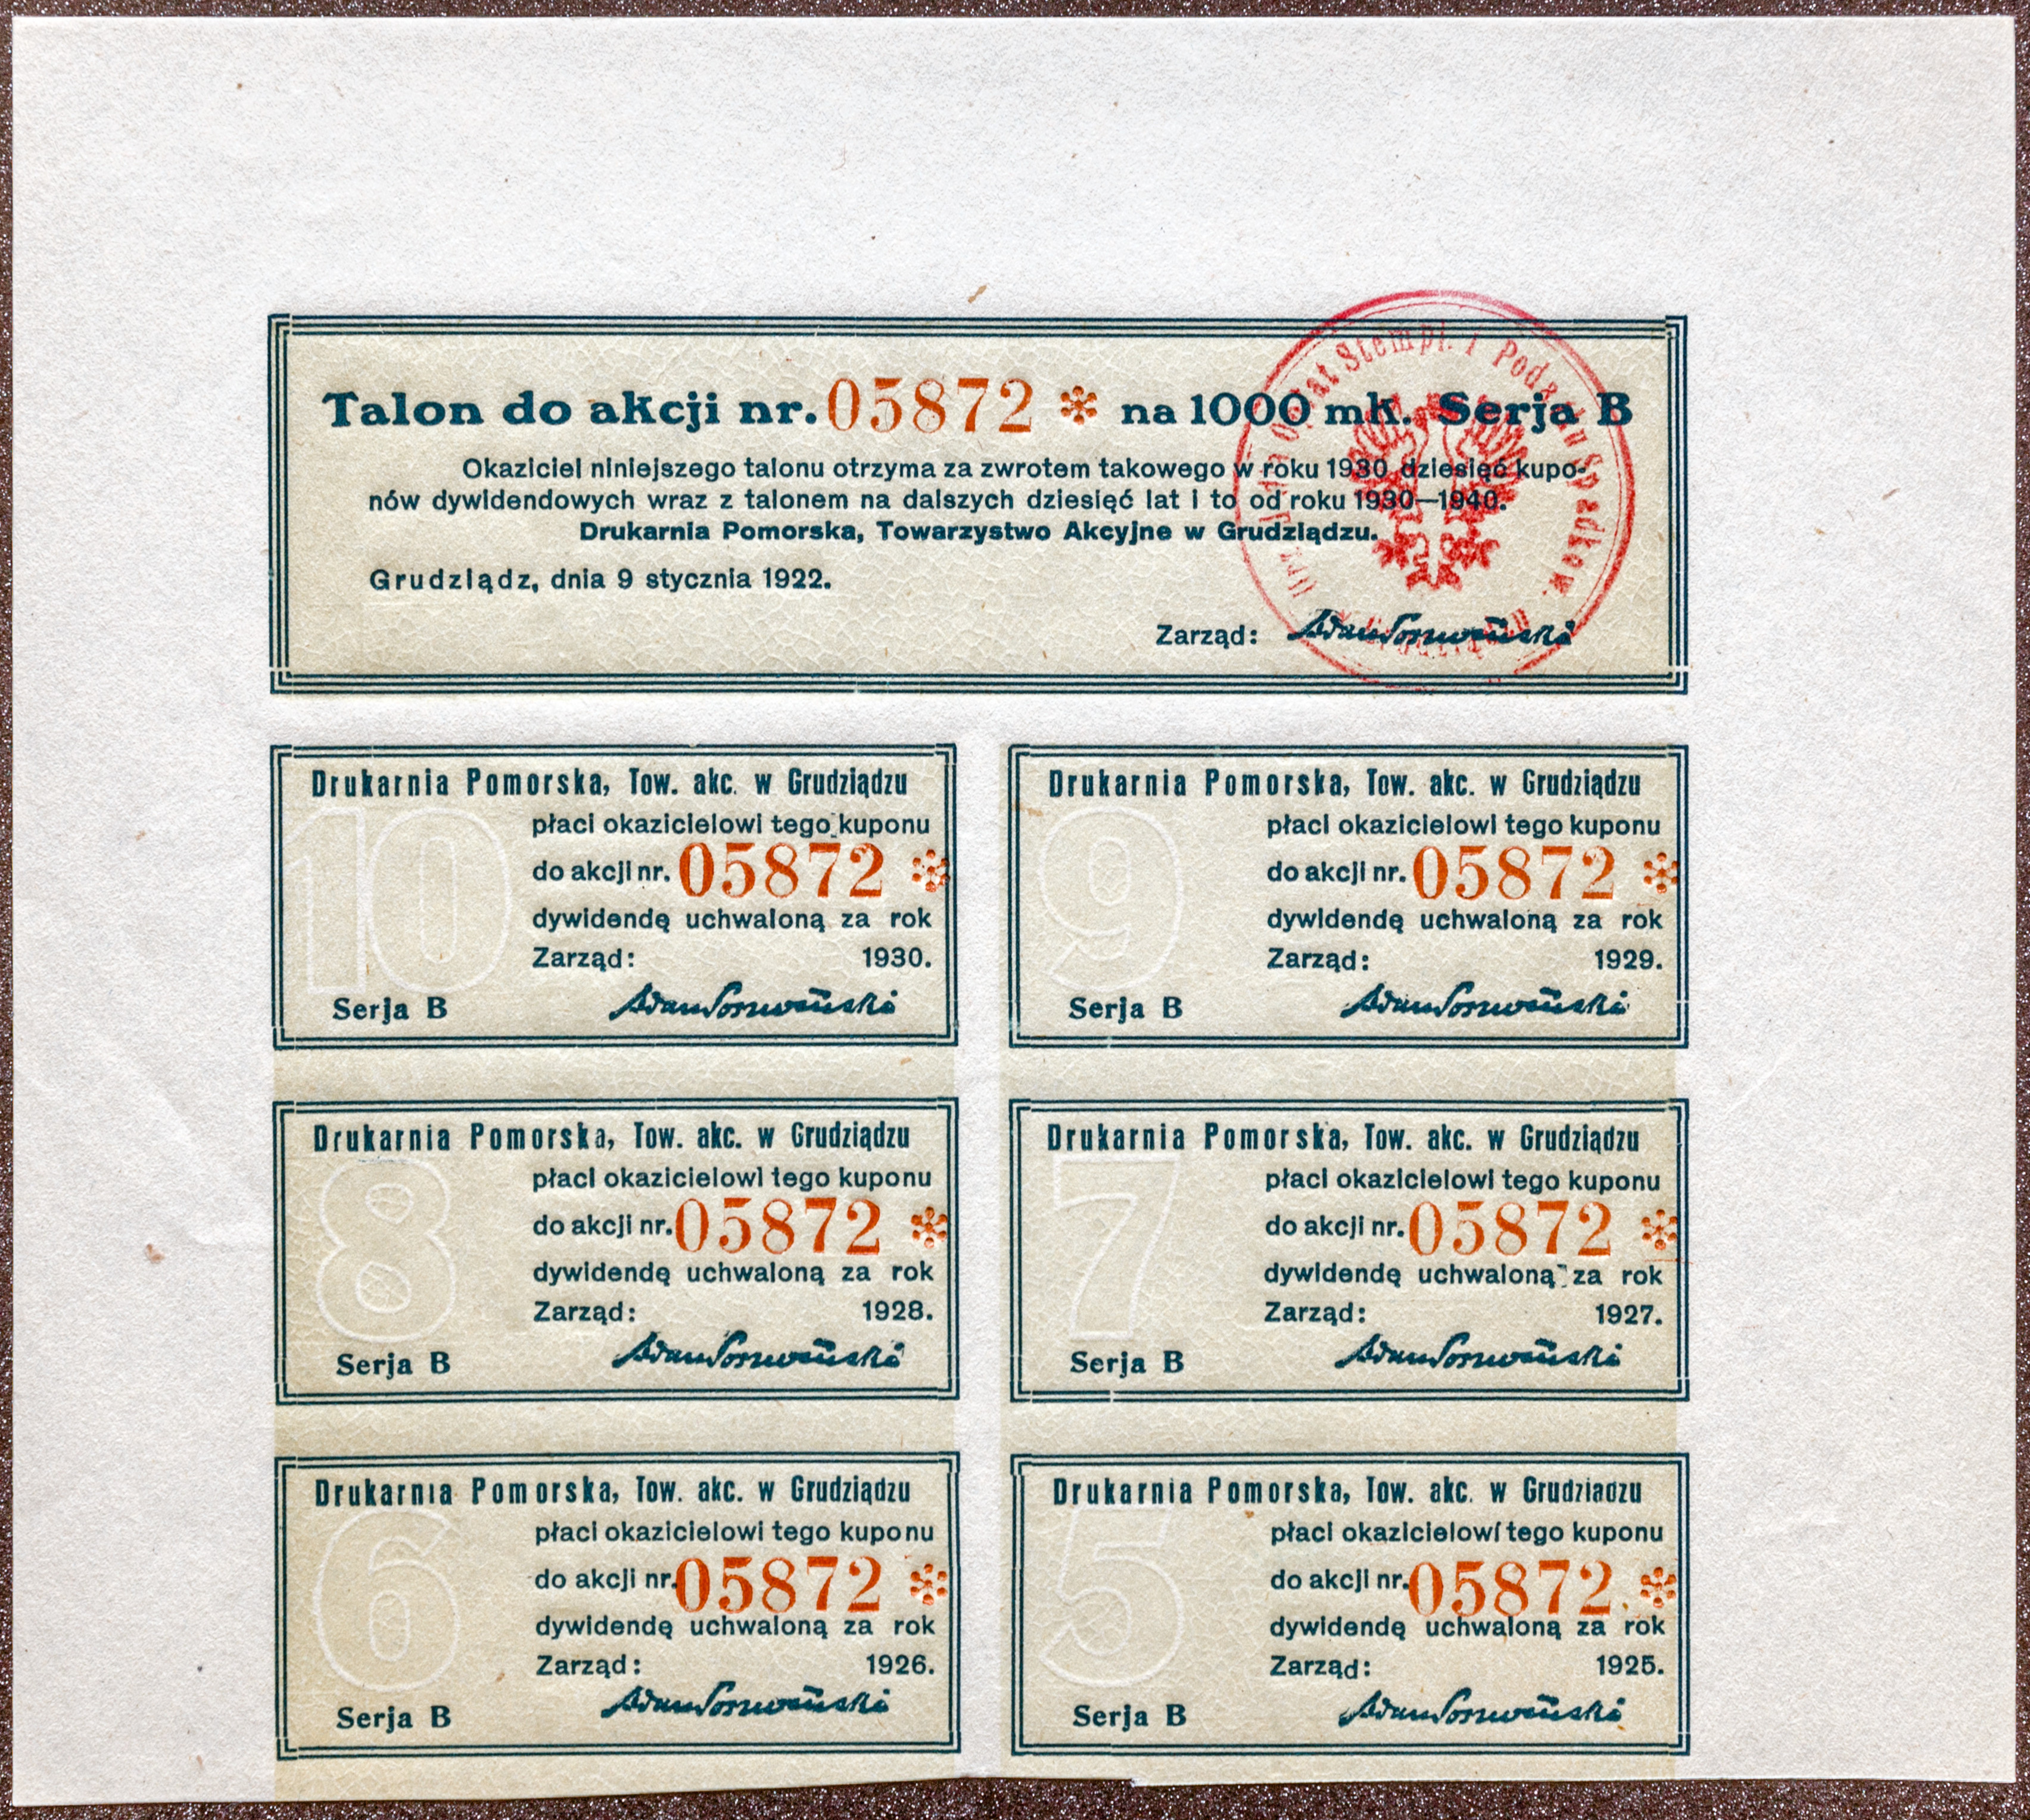 Talon do akcji nr. 05872 * na 1000 mk. Serja B
Okaziciel niniejszego talonu otrzyma za zwrotem takowego w roku 1930 dziesięć kupo-
nów dywidendowych wraz z talonem na dalszych dziesięć lat i to od roku 1930—1940.
Drukarnia Pomorska, Towarzystwo Akcyjne w Grudziądzu.
Grudziądz, dnia 9 stycznia 1922.
Zarząd:
Opłat Stempl. i Podatku Spadkow.
Drukarnia Pomorska, Tow. akc. w Grudziądzu
10
płaci okazicielowi tego kuponu
do akcji nr. 05872 *
dywidendę uchwaloną za rok
Zarząd: 1930.
Serja B
Drukarnia Pomorska, Tow. akc. w Grudziądzu
9
płaci okazicielowi tego kuponu
do akcji nr. 05872 *
dywidendę uchwaloną za rok
Zarząd: 1929.
Serja B
Drukarnia Pomorska, Tow. akc. w Grudziądzu
8
płaci okazicielowi tego kuponu
do akcji nr. 05872 *
dywidendę uchwaloną za rok
Zarząd: 1928.
Serja B
Drukarnia Pomorska, Tow. akc. w Grudziądzu
7
płaci okazicielowi tego kuponu
do akcji nr. 05872 *
dywidendę uchwaloną za rok
Zarząd: 1927.
Serja B
Drukarnia Pomorska, Tow. akc. w Grudziądzu
6
płaci okazicielowi tego kuponu
do akcji nr. 05872 *
dywidendę uchwaloną za rok
Zarząd: 1926.
Serja B
Drukarnia Pomorska, Tow. akc. w Grudziądzu
5
płaci okazicielowi tego kuponu
do akcji nr. 05872 *
dywidendę uchwaloną za rok
Zarząd: 1925.
Serja B